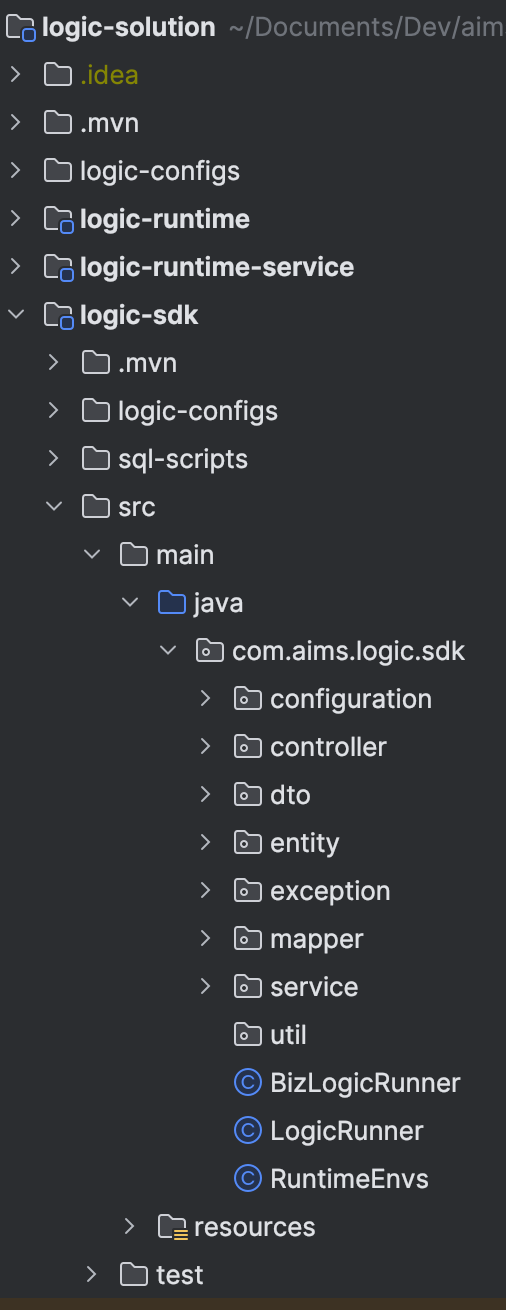 logic-solution ~/Documents/Dev/aim
.idea
.mvn
logic-configs
logic-runtime
logic-runtime-service
logic-sdk
.mvn
logic-configs
sql-scripts
src
main
java
com.aims.logic.sdk
configuration
controller
dto
entity
exception
mapper
service
util
C BizLogicRunner
C LogicRunner
C RuntimeEnvs
resources
test